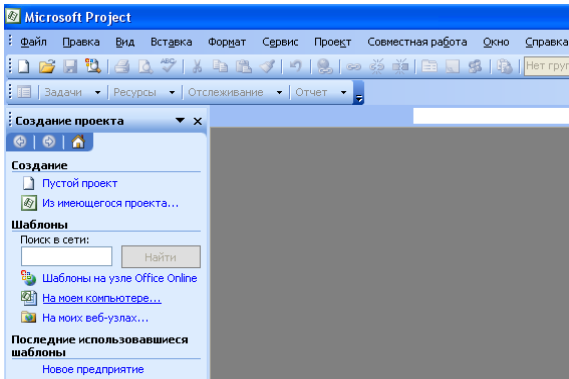 Microsoft Project
Файл Правка Вид Вставка Формат Сервис Проект Совместная работа Окно Справка
Нет груп
Задачи Ресурсы Отслеживание Отчет
Создание проекта
Создание
Пустой проект
Из имеющегося проекта...
Шаблоны
Поиск в сети:
Найти
Шаблоны на узле Office Online
На моем компьютере...
На моих веб-узлах...
Последние использовавшиеся
шаблоны
Новое предприятие